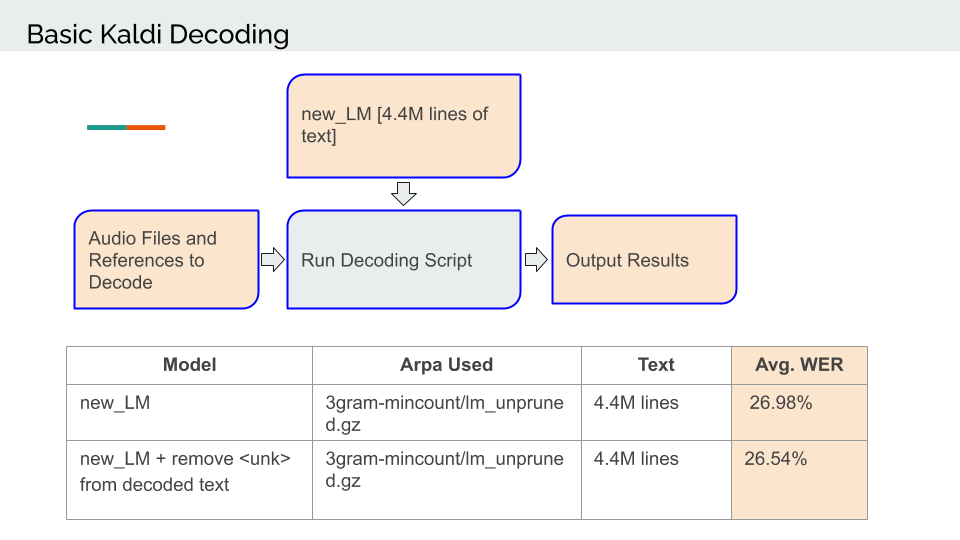 Basic Kaldi Decoding
new_LM [4.4M lines of
text]
Audio Files and
References to
Decode
Run Decoding Script
Output Results
Model
Arpa Used
Text
Avg. WER
new_LM
3gram-mincount/lm_unprune
d.gz
4.4M lines
26.98%
new_LM + remove <unk>
from decoded text
3gram-mincount/lm_unprune
d.gz
4.4M lines
26.54%